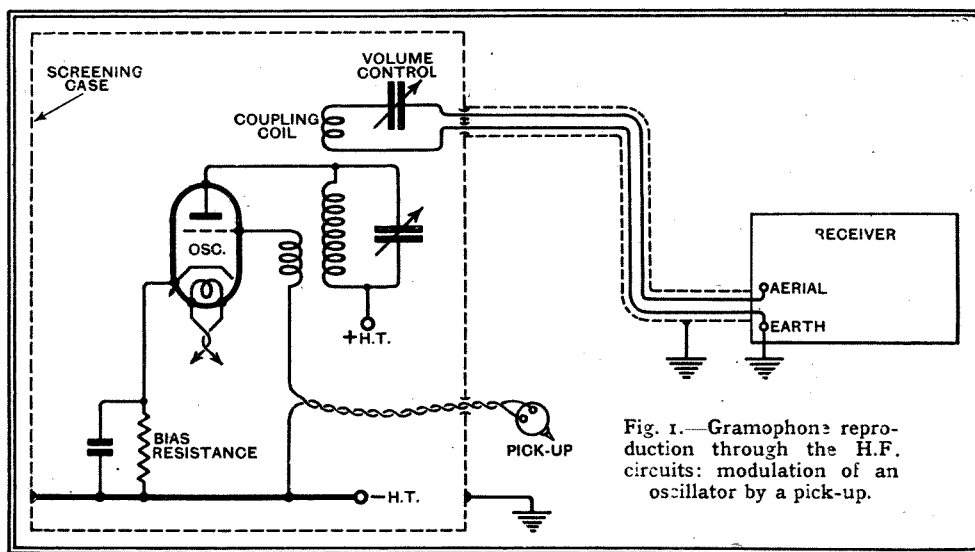 SCREENING
CASE
VOLUME
CONTROL
COUPLING
COIL
OSC.
+H.T.
BIAS
RESISTANCE
−H.T.
PICK-UP
RECEIVER
AERIAL
EARTH
Fig. 1.—Gramophone repro-
duction through the H.F.
circuits: modulation of an
oscillator by a pick-up.